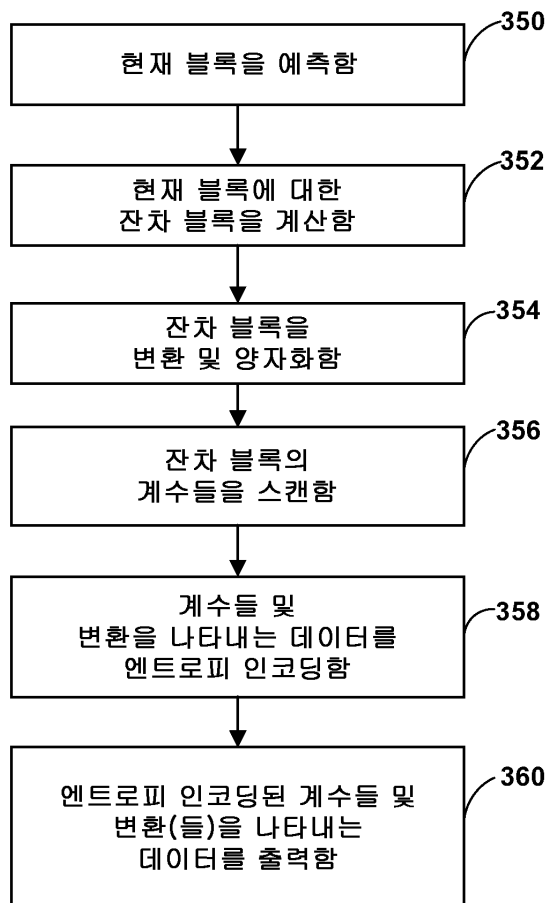 350
현재 블록을 예측함
352
현재 블록에 대한
잔차 블록을 계산함
354
잔차 블록을
변환 및 양자화함
356
잔차 블록의
계수들을 스캔함
358
계수들 및
변환을 나타내는 데이터를
엔트로피 인코딩함
360
엔트로피 인코딩된 계수들 및
변환(들)을 나타내는
데이터를 출력함